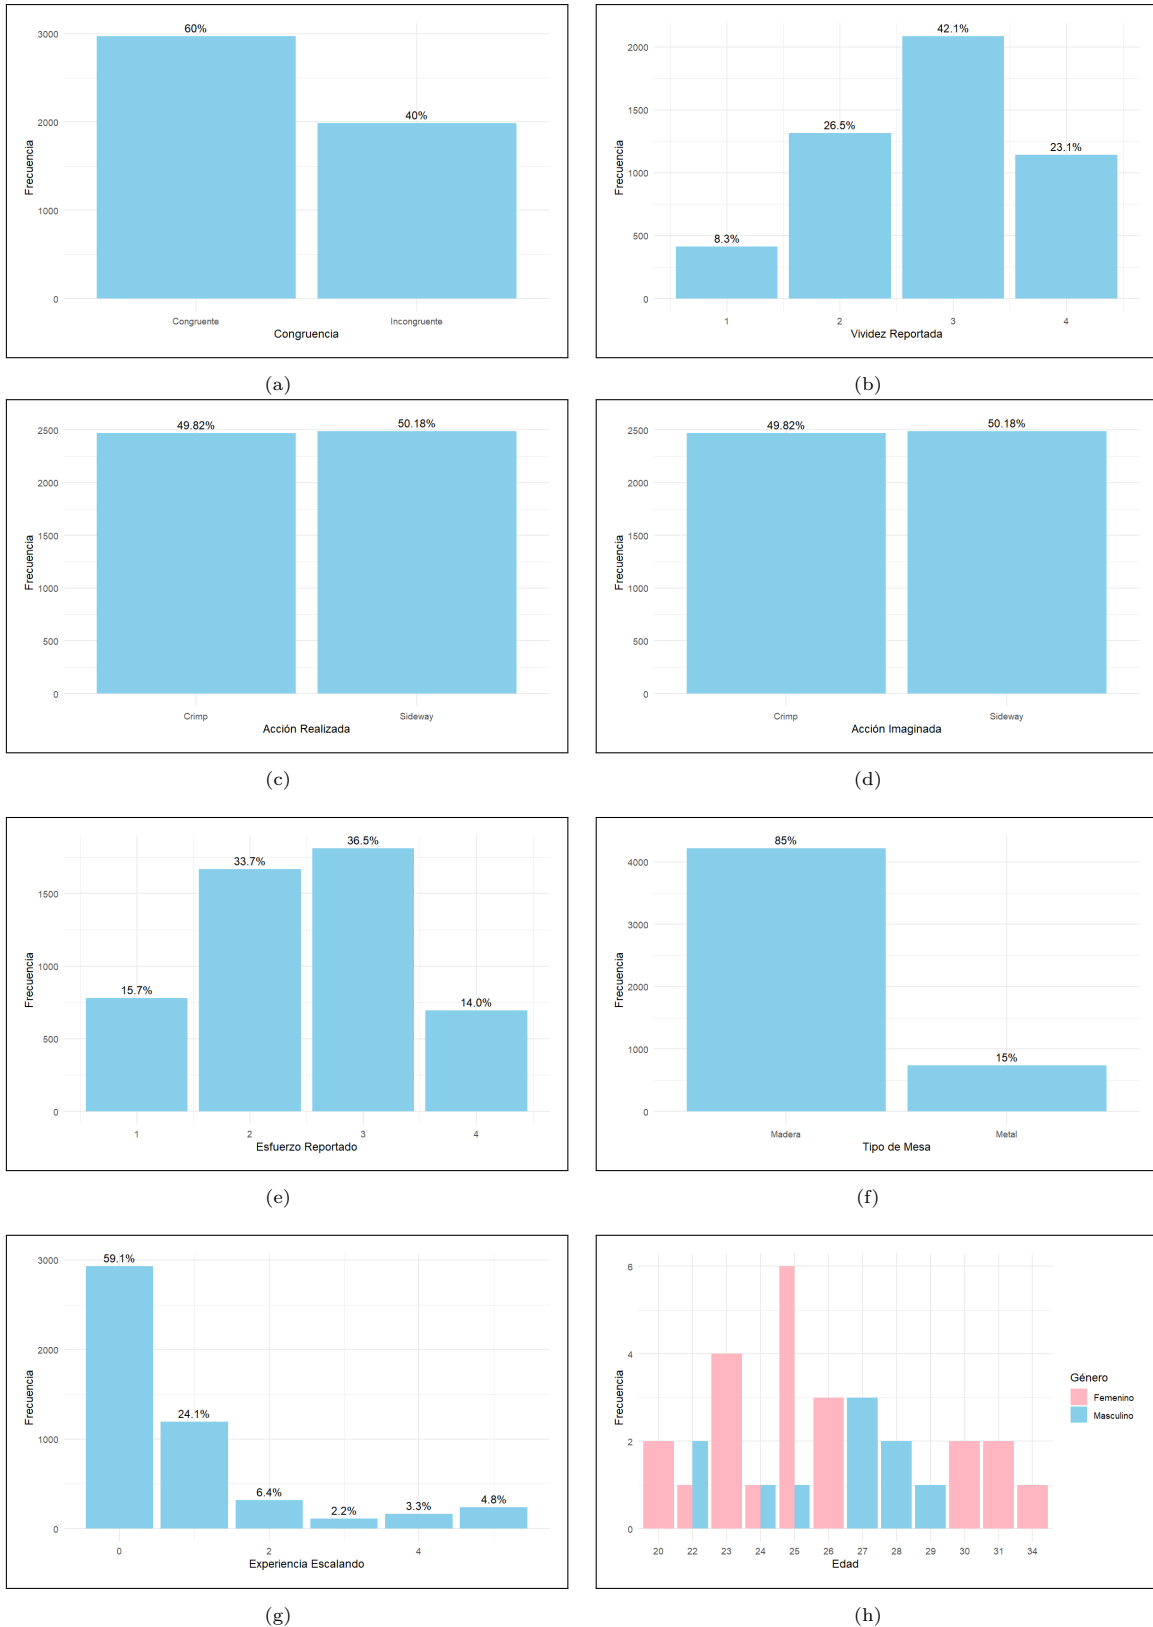 60%
40%
3000
2000
1000
0
Frecuencia
Congruente
Incongruente
Congruencia
(a)
42.1%
26.5%
23.1%
8.3%
2000
1500
1000
500
0
Frecuencia
1
2
3
4
Vividez Reportada
(b)
49.82%
50.18%
2500
2000
1500
1000
500
0
Frecuencia
Crimp
Sideway
Acción Realizada
(c)
49.82%
50.18%
2500
2000
1500
1000
500
0
Frecuencia
Crimp
Sideway
Acción Imaginada
(d)
36.5%
33.7%
15.7%
14.0%
1500
1000
500
0
Frecuencia
1
2
3
4
Esfuerzo Reportado
(e)
85%
15%
4000
3000
2000
1000
0
Frecuencia
Madera
Metal
Tipo de Mesa
(f)
59.1%
24.1%
6.4%
2.2%
3.3%
4.8%
3000
2000
1000
0
Frecuencia
0
2
4
Experiencia Escalando
(g)
6
4
2
0
Frecuencia
20
22
23
24
25
26
27
28
29
30
31
34
Edad
Género
Femenino
Masculino
(h)